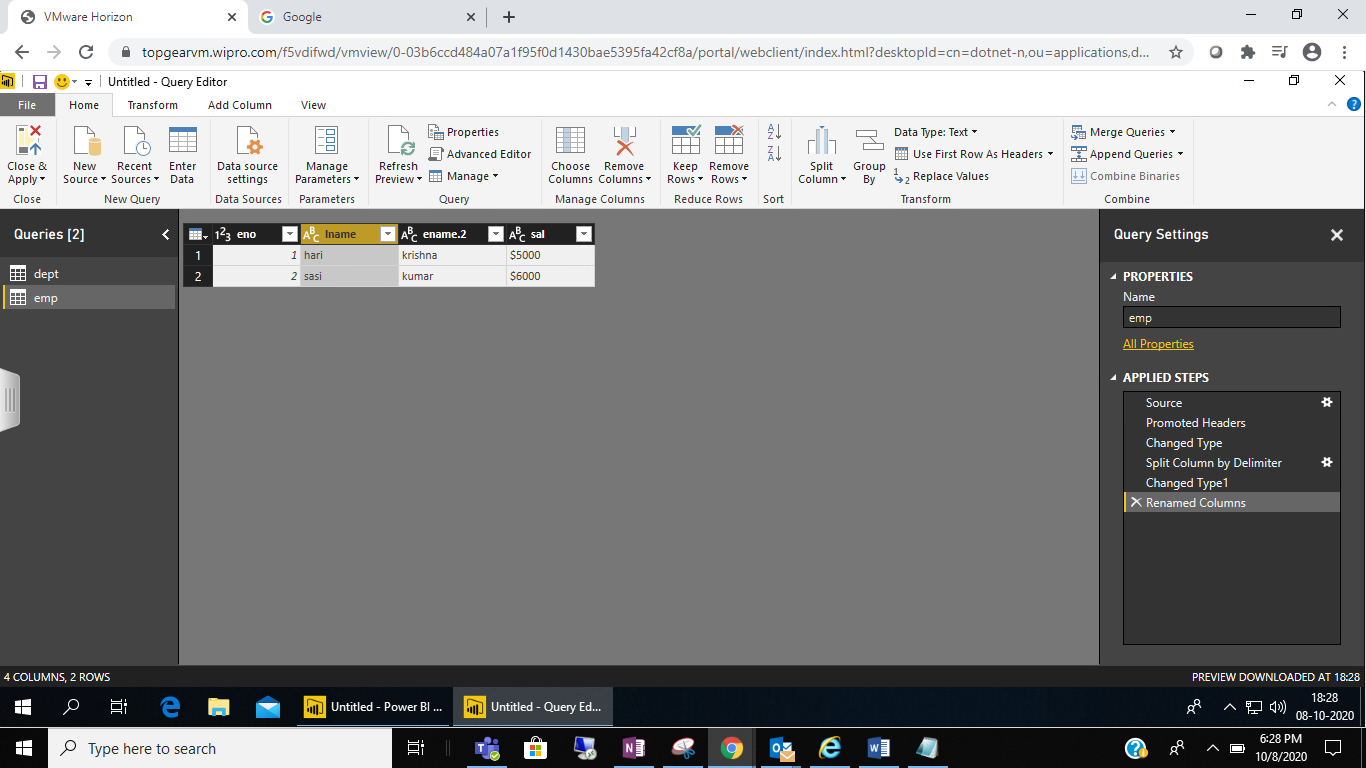 VMware Horizon
Google
topgearvm.wipro.com/f5vdifwd/vmview/0-03b6ccd484a07a1f95f0d1430bae5395fa42cf8a/portal/webclient/index.html?desktopId=cn=dotnet-n,ou=applications,d...
Untitled - Query Editor
File Home Transform Add Column View
Close & Apply
New Source
Recent Sources
Enter Data
Data source settings
Manage Parameters
Refresh Preview
Properties
Advanced Editor
Manage
Choose Columns
Remove Columns
Keep Rows
Remove Rows
Split Column
Group By
Data Type: Text
Use First Row As Headers
Replace Values
Merge Queries
Append Queries
Combine Binaries
Close New Query Data Sources Parameters Query Manage Columns Reduce Rows Sort Transform Combine
Queries [2]
dept
emp
eno lname ename.2 sal
1 1 hari krishna $5000
2 2 sasi kumar $6000
Query Settings
PROPERTIES
Name
emp
All Properties
APPLIED STEPS
Source
Promoted Headers
Changed Type
Split Column by Delimiter
Changed Type1
Renamed Columns
4 COLUMNS, 2 ROWS
PREVIEW DOWNLOADED AT 18:28
Untitled - Power BI ...
Untitled - Query Ed...
18:28
08-10-2020
Type here to search
6:28 PM
10/8/2020